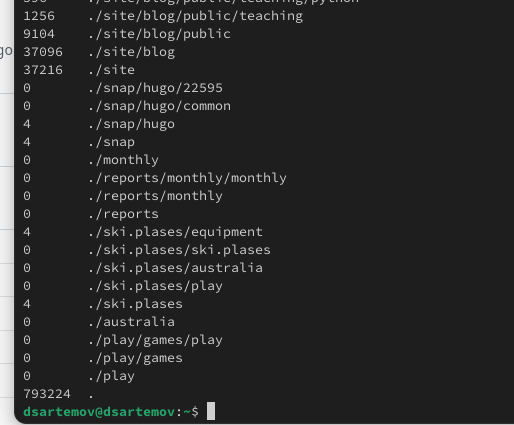 1256    ./site/blog/public/teaching
9104    ./site/blog/public
37096   ./site/blog
37216   ./site
0       ./snap/hugo/22595
0       ./snap/hugo/common
4       ./snap/hugo
4       ./snap
0       ./monthly
0       ./reports/monthly/monthly
0       ./reports/monthly
0       ./reports
4       ./ski.plases/equipment
0       ./ski.plases/ski.plases
0       ./ski.plases/australia
0       ./ski.plases/play
4       ./ski.plases
0       ./australia
0       ./play/games/play
0       ./play/games
0       ./play
793224  .
dsartemov@dsartemov:~$